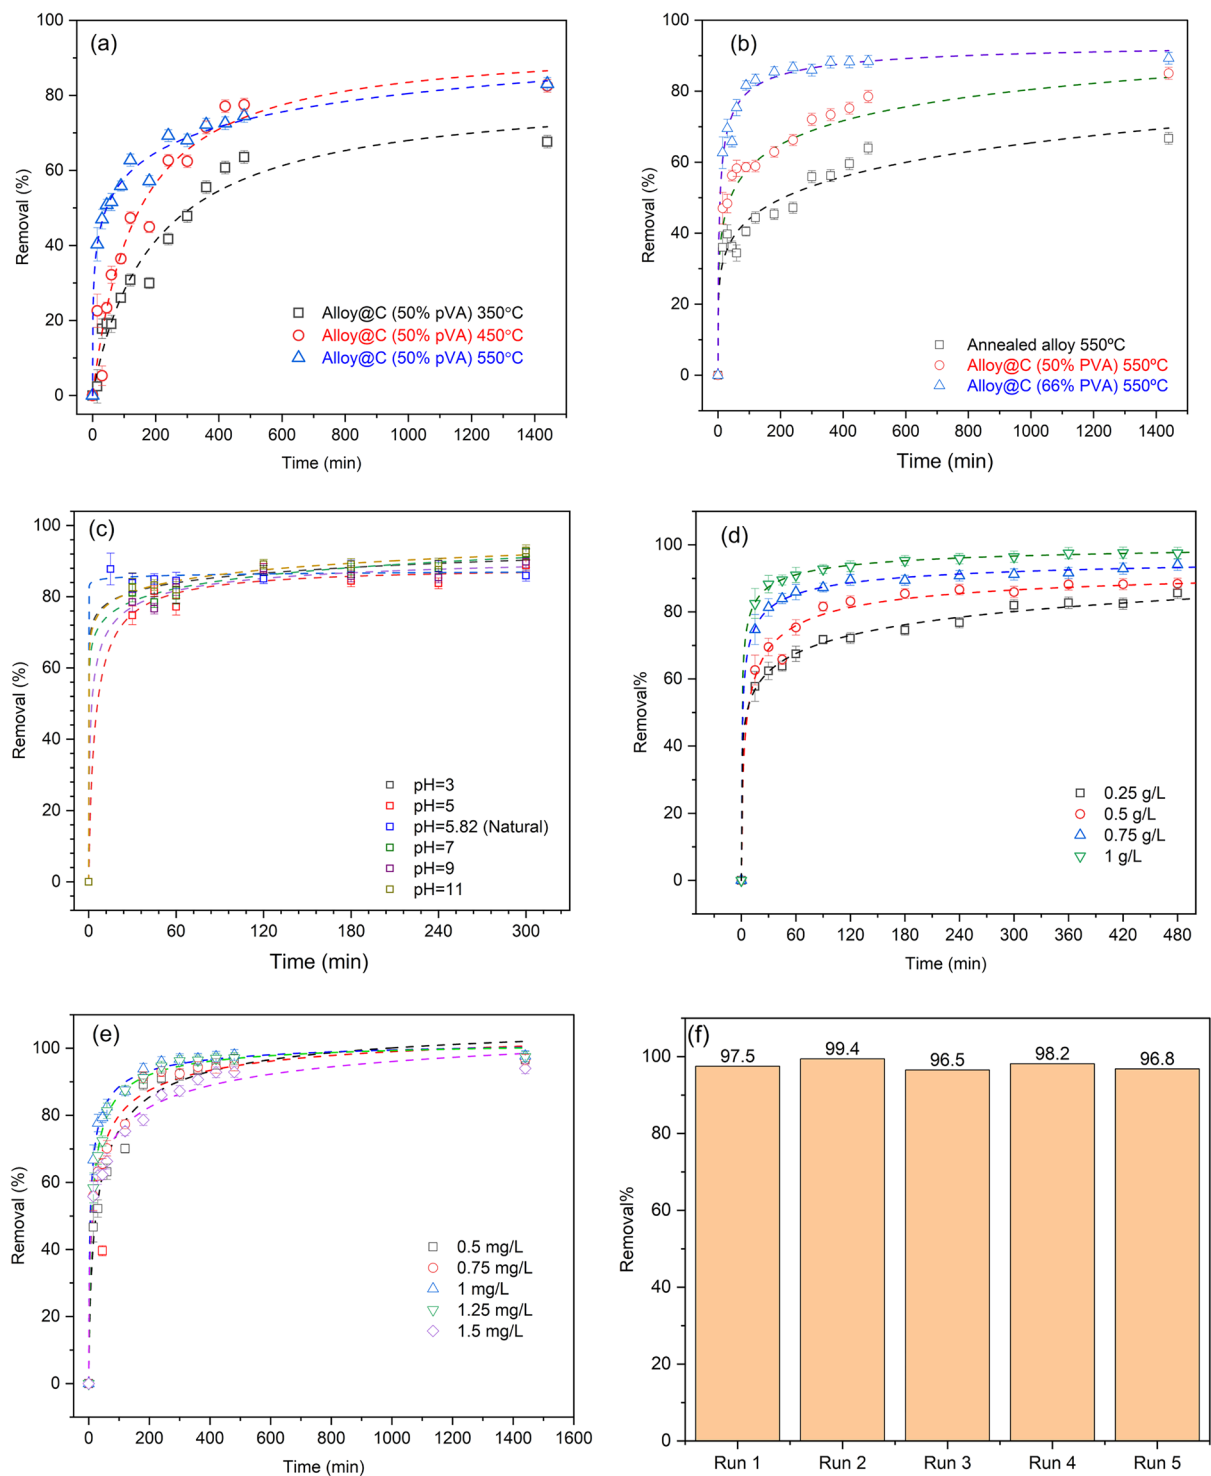 (a)
100
80
60
40
20
0
Removal (%)
Alloy@C (50% pVA) 350°C
Alloy@C (50% pVA) 450°C
Alloy@C (50% pVA) 550°C
0 200 400 600 800 1000 1200 1400
Time (min)
(b)
100
80
60
40
20
0
Removal (%)
Annealed alloy 550ºC
Alloy@C (50% PVA) 550ºC
Alloy@C (66% PVA) 550ºC
0 200 400 600 800 1000 1200 1400
Time (min)
(c)
100
80
60
40
20
0
Removal (%)
pH=3
pH=5
pH=5.82 (Natural)
pH=7
pH=9
pH=11
0 60 120 180 240 300
Time (min)
(d)
100
80
60
40
20
0
Removal%
0.25 g/L
0.5 g/L
0.75 g/L
1 g/L
0 60 120 180 240 300 360 420 480
Time (min)
(e)
100
80
60
40
20
0
Removal (%)
0.5 mg/L
0.75 mg/L
1 mg/L
1.25 mg/L
1.5 mg/L
0 200 400 600 800 1000 1200 1400 1600
Time (min)
(f)
100
80
60
40
20
0
Removal%
97.5 99.4 96.5 98.2 96.8
Run 1 Run 2 Run 3 Run 4 Run 5